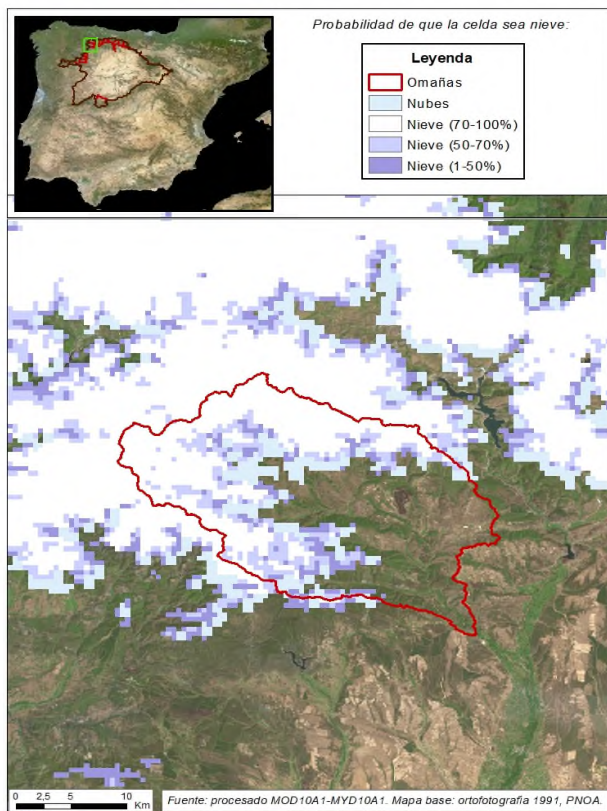 Probabilidad de que la celda sea nieve:
Leyenda
Omañas
Nubes
Nieve (70-100%)
Nieve (50-70%)
Nieve (1-50%)
0 2,5 5 10
Km
Fuente: procesado MOD10A1-MYD10A1. Mapa base: ortofotografia 1991, PNOA